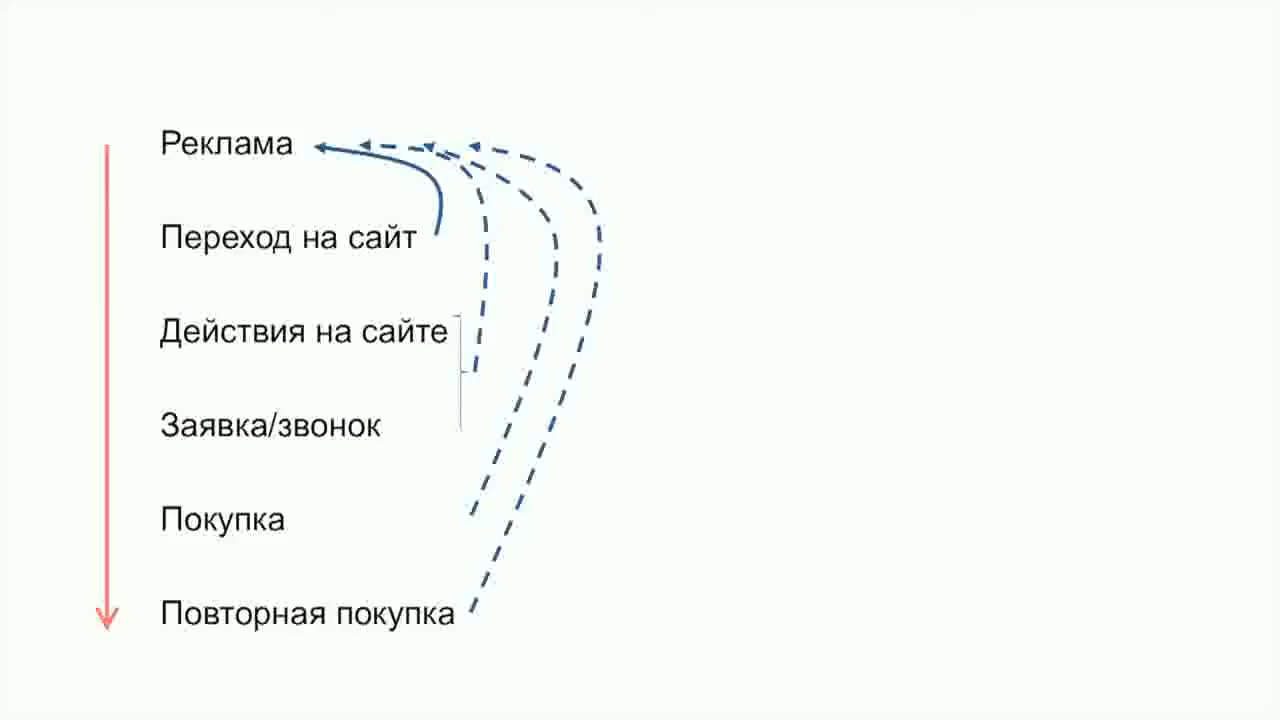 Реклама
Переход на сайт
Действия на сайте
Заявка/звонок
Покупка
Повторная покупка